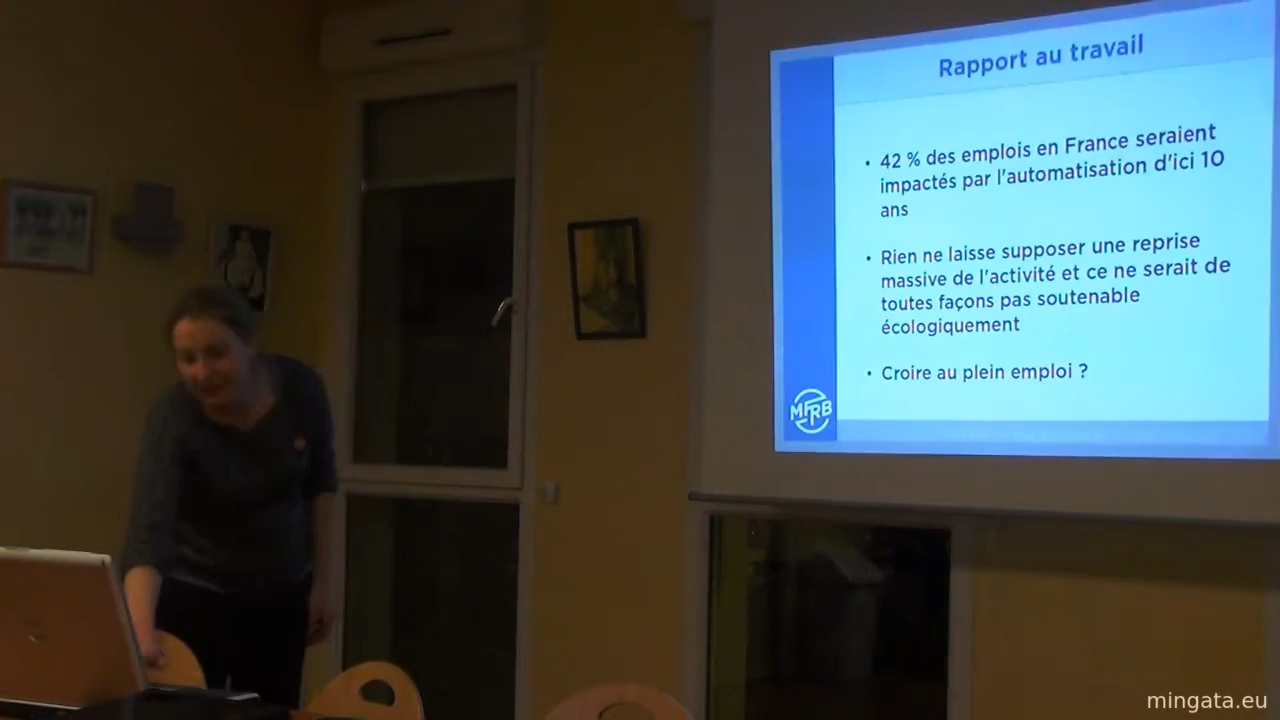 Rapport au travail
• 42 % des emplois en France seraient
impactés par l'automatisation d'ici 10
ans
• Rien ne laisse supposer une reprise
massive de l'activité et ce ne serait de
toutes façons pas soutenable
écologiquement
• Croire au plein emploi ?
MFRB
mingata.eu